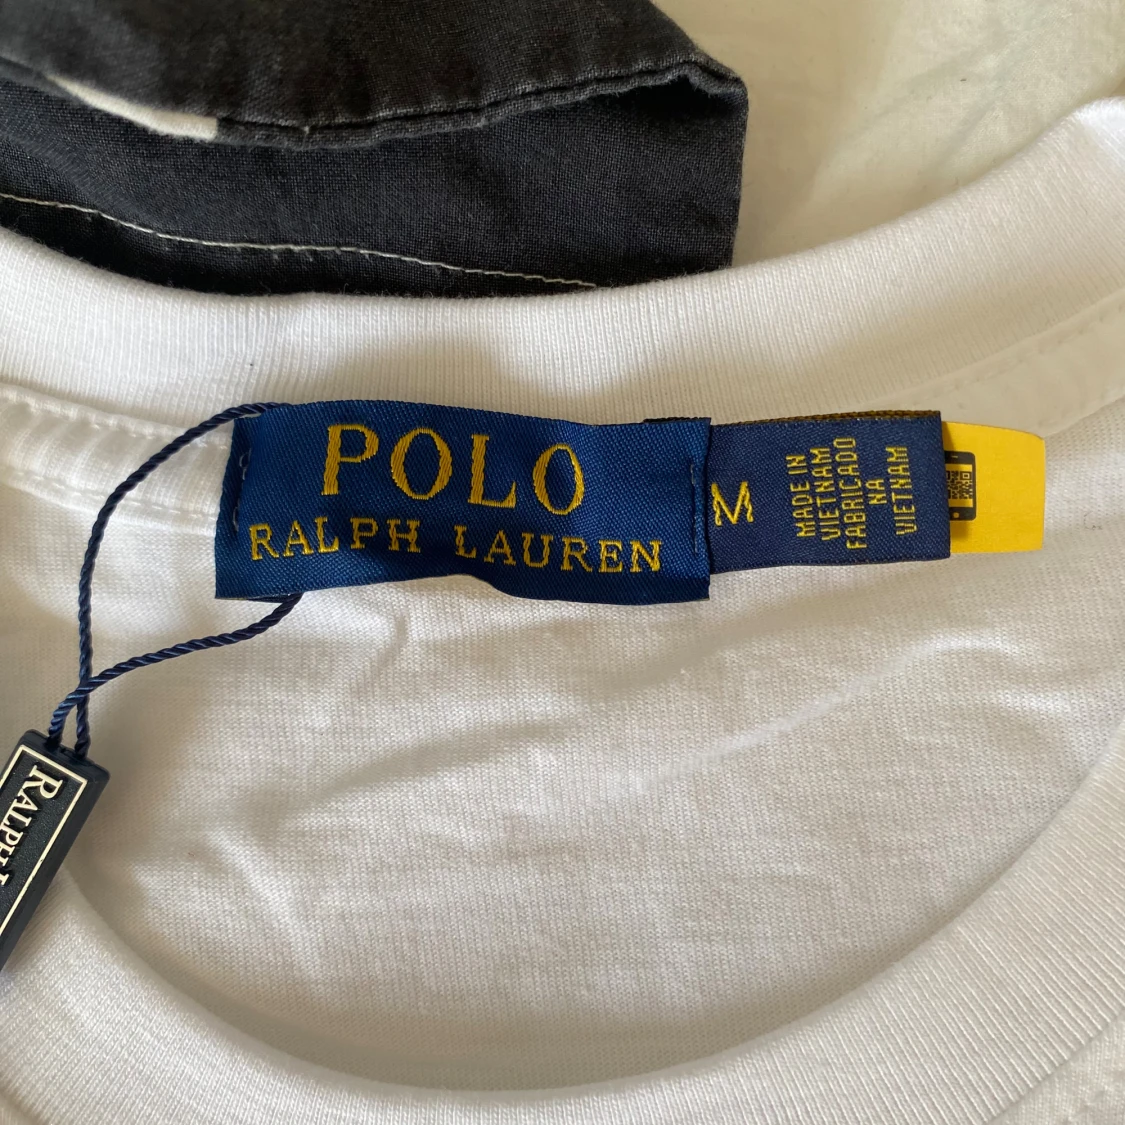 POLO
RALPH LAUREN
M
MADE IN
VIETNAM
FABRICADO
NA
VIETNAM
RALPH